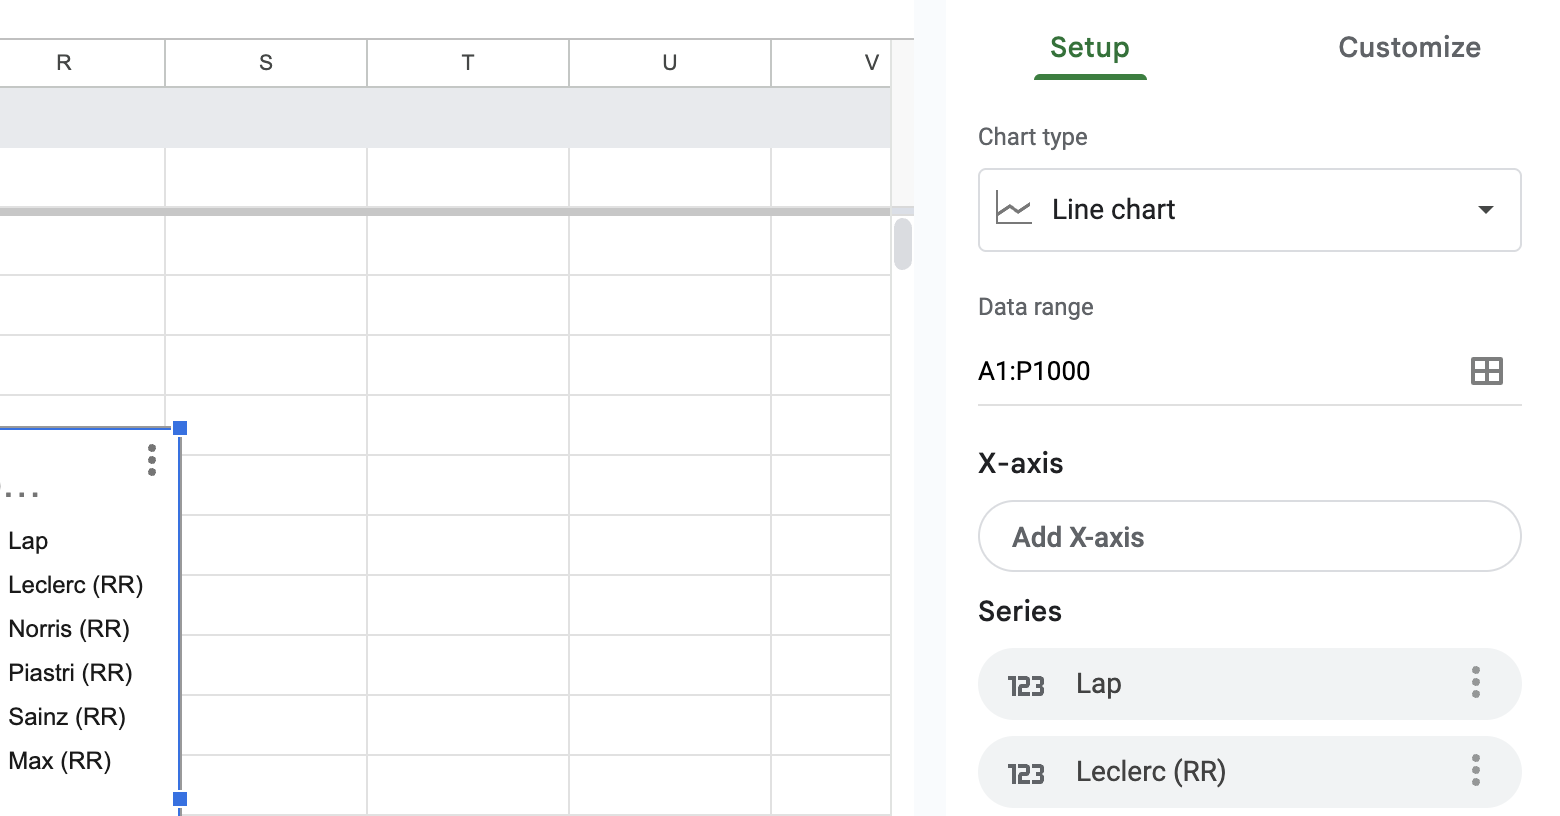 R S T U V
...
Lap
Leclerc (RR)
Norris (RR)
Piastri (RR)
Sainz (RR)
Max (RR)
Setup Customize
Chart type
Line chart
Data range
A1:P1000
X-axis
Add X-axis
Series
123 Lap
123 Leclerc (RR)